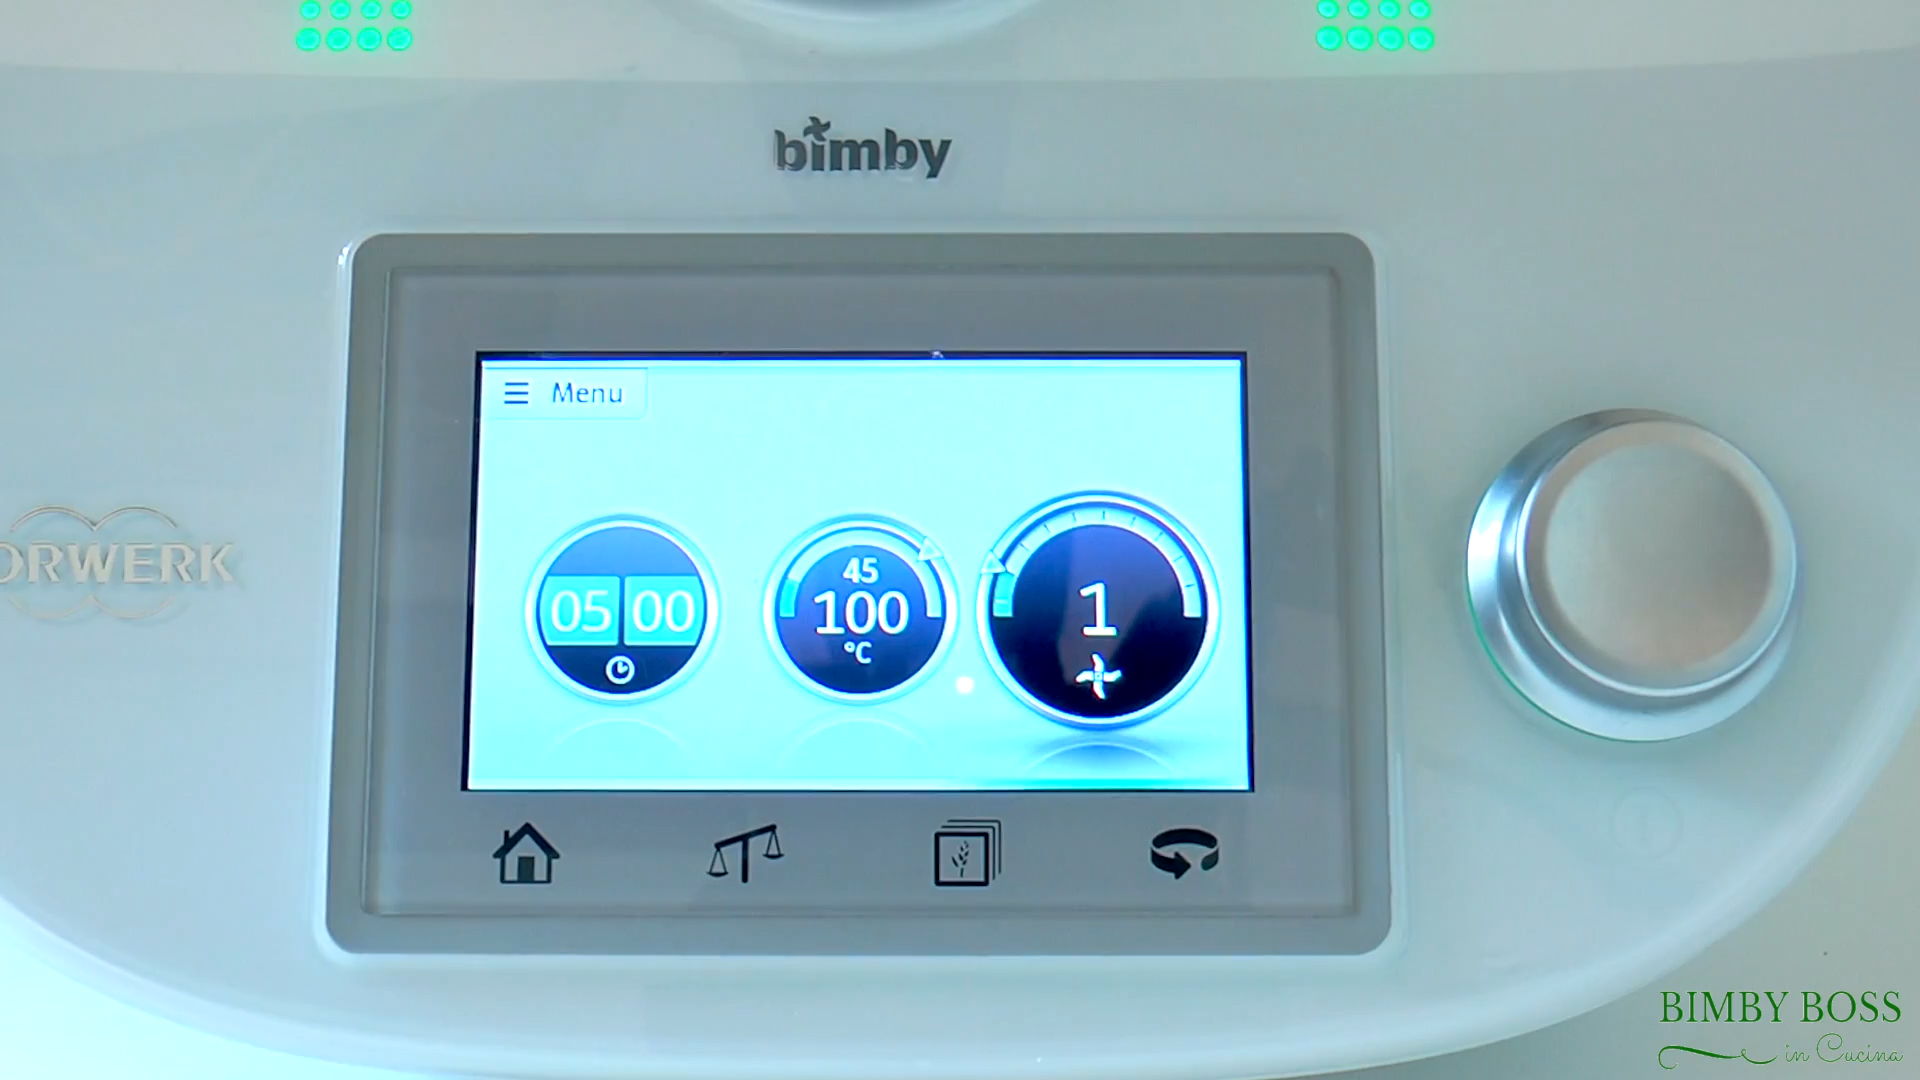 bimby
Menu
ORWERK
05 00
45
100
°C
1
BIMBY BOSS
in Cucina